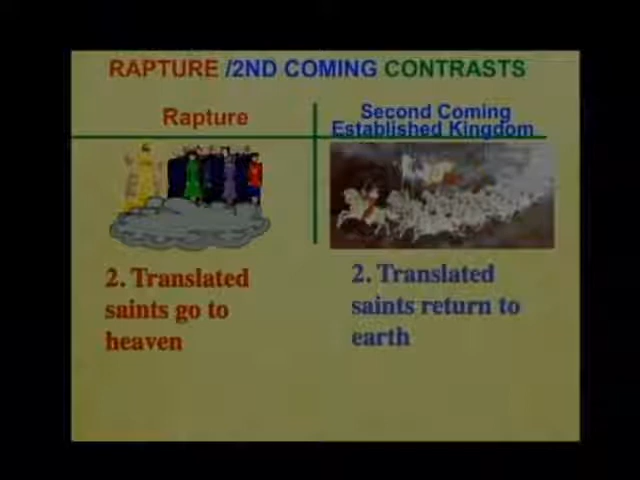 RAPTURE /2ND COMING CONTRASTS
Rapture
Second Coming
Established Kingdom
2. Translated
saints go to
heaven
2. Translated
saints return to
earth